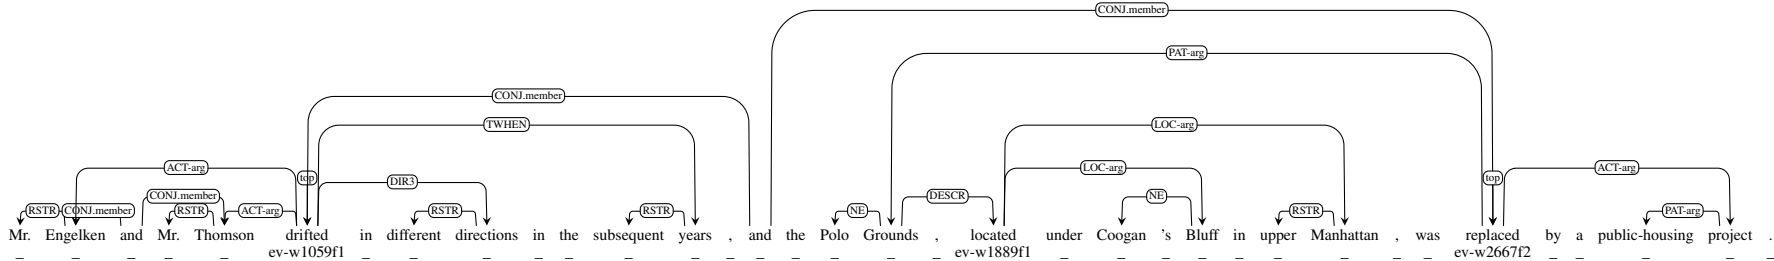 CONJ.member
PAT-arg
CONJ.member
TWHEN LOC-arg
ACT-arg top DIR3 LOC-arg top ACT-arg
CONJ.member DESCR NE
RSTR CONJ.member RSTR ACT-arg RSTR RSTR NE RSTR PAT-arg
Mr. Engelken and Mr. Thomson drifted in different directions in the subsequent years , and the Polo Grounds , located under Coogan 's Bluff in upper Manhattan , was replaced by a public-housing project .
_ _ _ _ _ ev-w1059f1 _ _ _ _ _ _ _ _ _ _ _ _ _ ev-w1889f1 _ _ _ _ _ _ _ _ _ ev-w2667f2 _ _ _ _ _